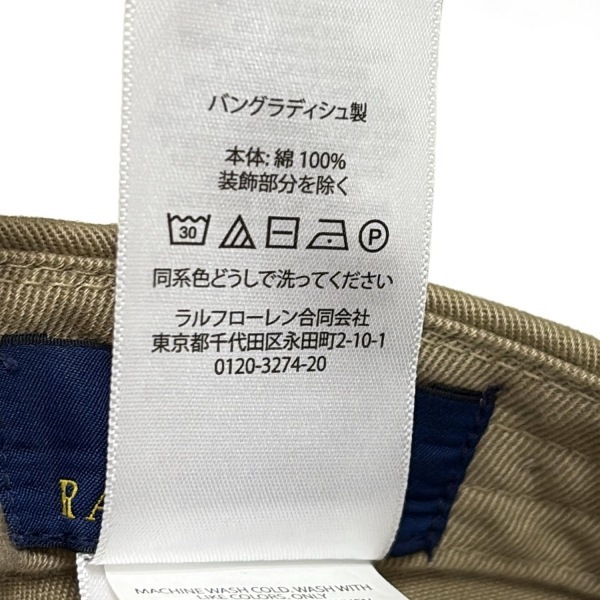 バングラディシュ製
本体: 綿 100%
装飾部分を除く
30 P
同系色どうしで洗ってください
ラルフローレン合同会社
東京都千代田区永田町2-10-1
0120-3274-20
MACHINE WASH COLD. WASH WITH
LIKE COLORS, ONLY